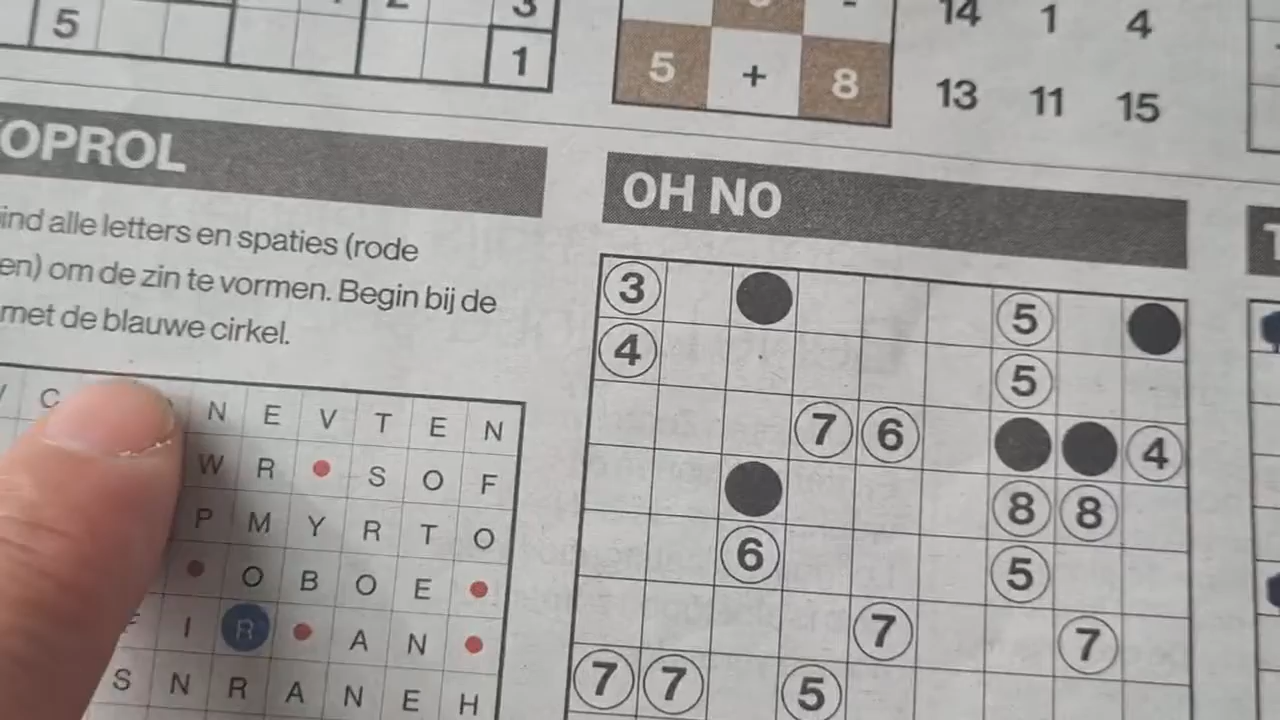 3
5
1
5 + 8
14 1 4
13 11 15
OPROL
ind alle letters en spaties (rode
en) om de zin te vormen. Begin bij de
met de blauwe cirkel.
C N E V T E N
W R S O F
P M Y R T O
O B O E
I R A N
S N R A N E H
OH NO
3 5
4 5
7 6 4
8 8
6 5
7 7
7 7 5